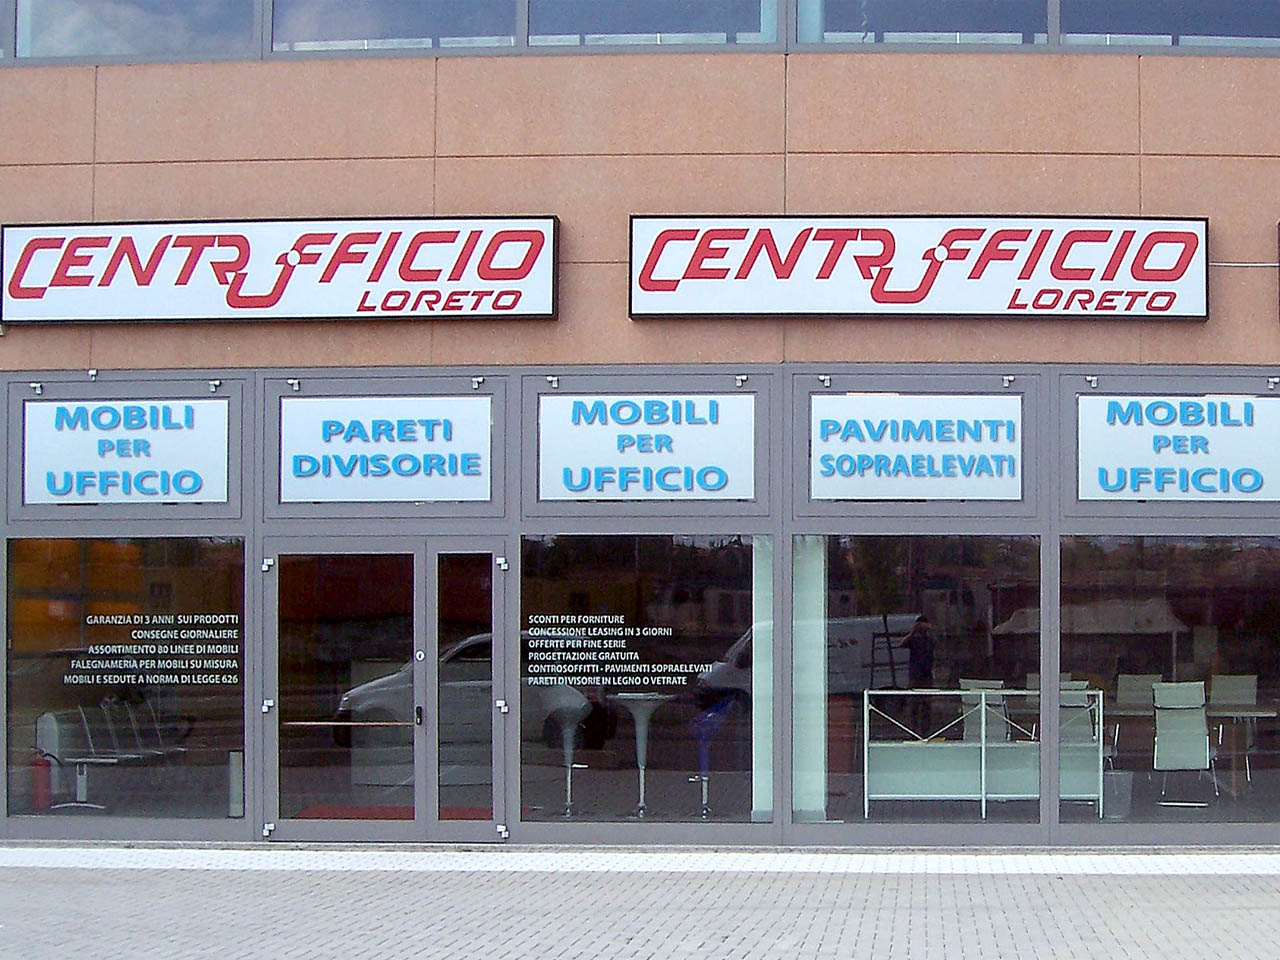 CENTRUFFICIO
LORETO
CENTRUFFICIO
LORETO
MOBILI
PER
UFFICIO
PARETI
DIVISORIE
MOBILI
PER
UFFICIO
PAVIMENTI
SOPRAELEVATI
MOBILI
PER
UFFICIO
GARANZIA DI 3 ANNI SUI PRODOTTI
CONSEGNE GIORNALIERE
ASSORTIMENTO 80 LINEE DI MOBILI
FALEGNAMERIA PER MOBILI SU MISURA
MOBILI E SEDUTE A NORMA DI LEGGE 626
SCONTI PER FORNITURE
CONCESSIONE LEASING IN 3 GIORNI
OFFERTE PER FINE SERIE
PROGETTAZIONE GRATUITA
CONTROSOFFITTI - PAVIMENTI SOPRAELEVATI
PARETI DIVISORIE IN LEGNO O VETRATE